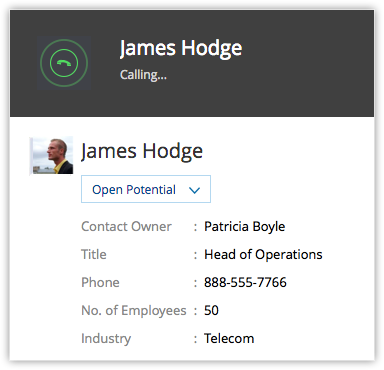 James Hodge
Calling...
James Hodge
Open Potential
Contact Owner : Patricia Boyle
Title : Head of Operations
Phone : 888-555-7766
No. of Employees : 50
Industry : Telecom